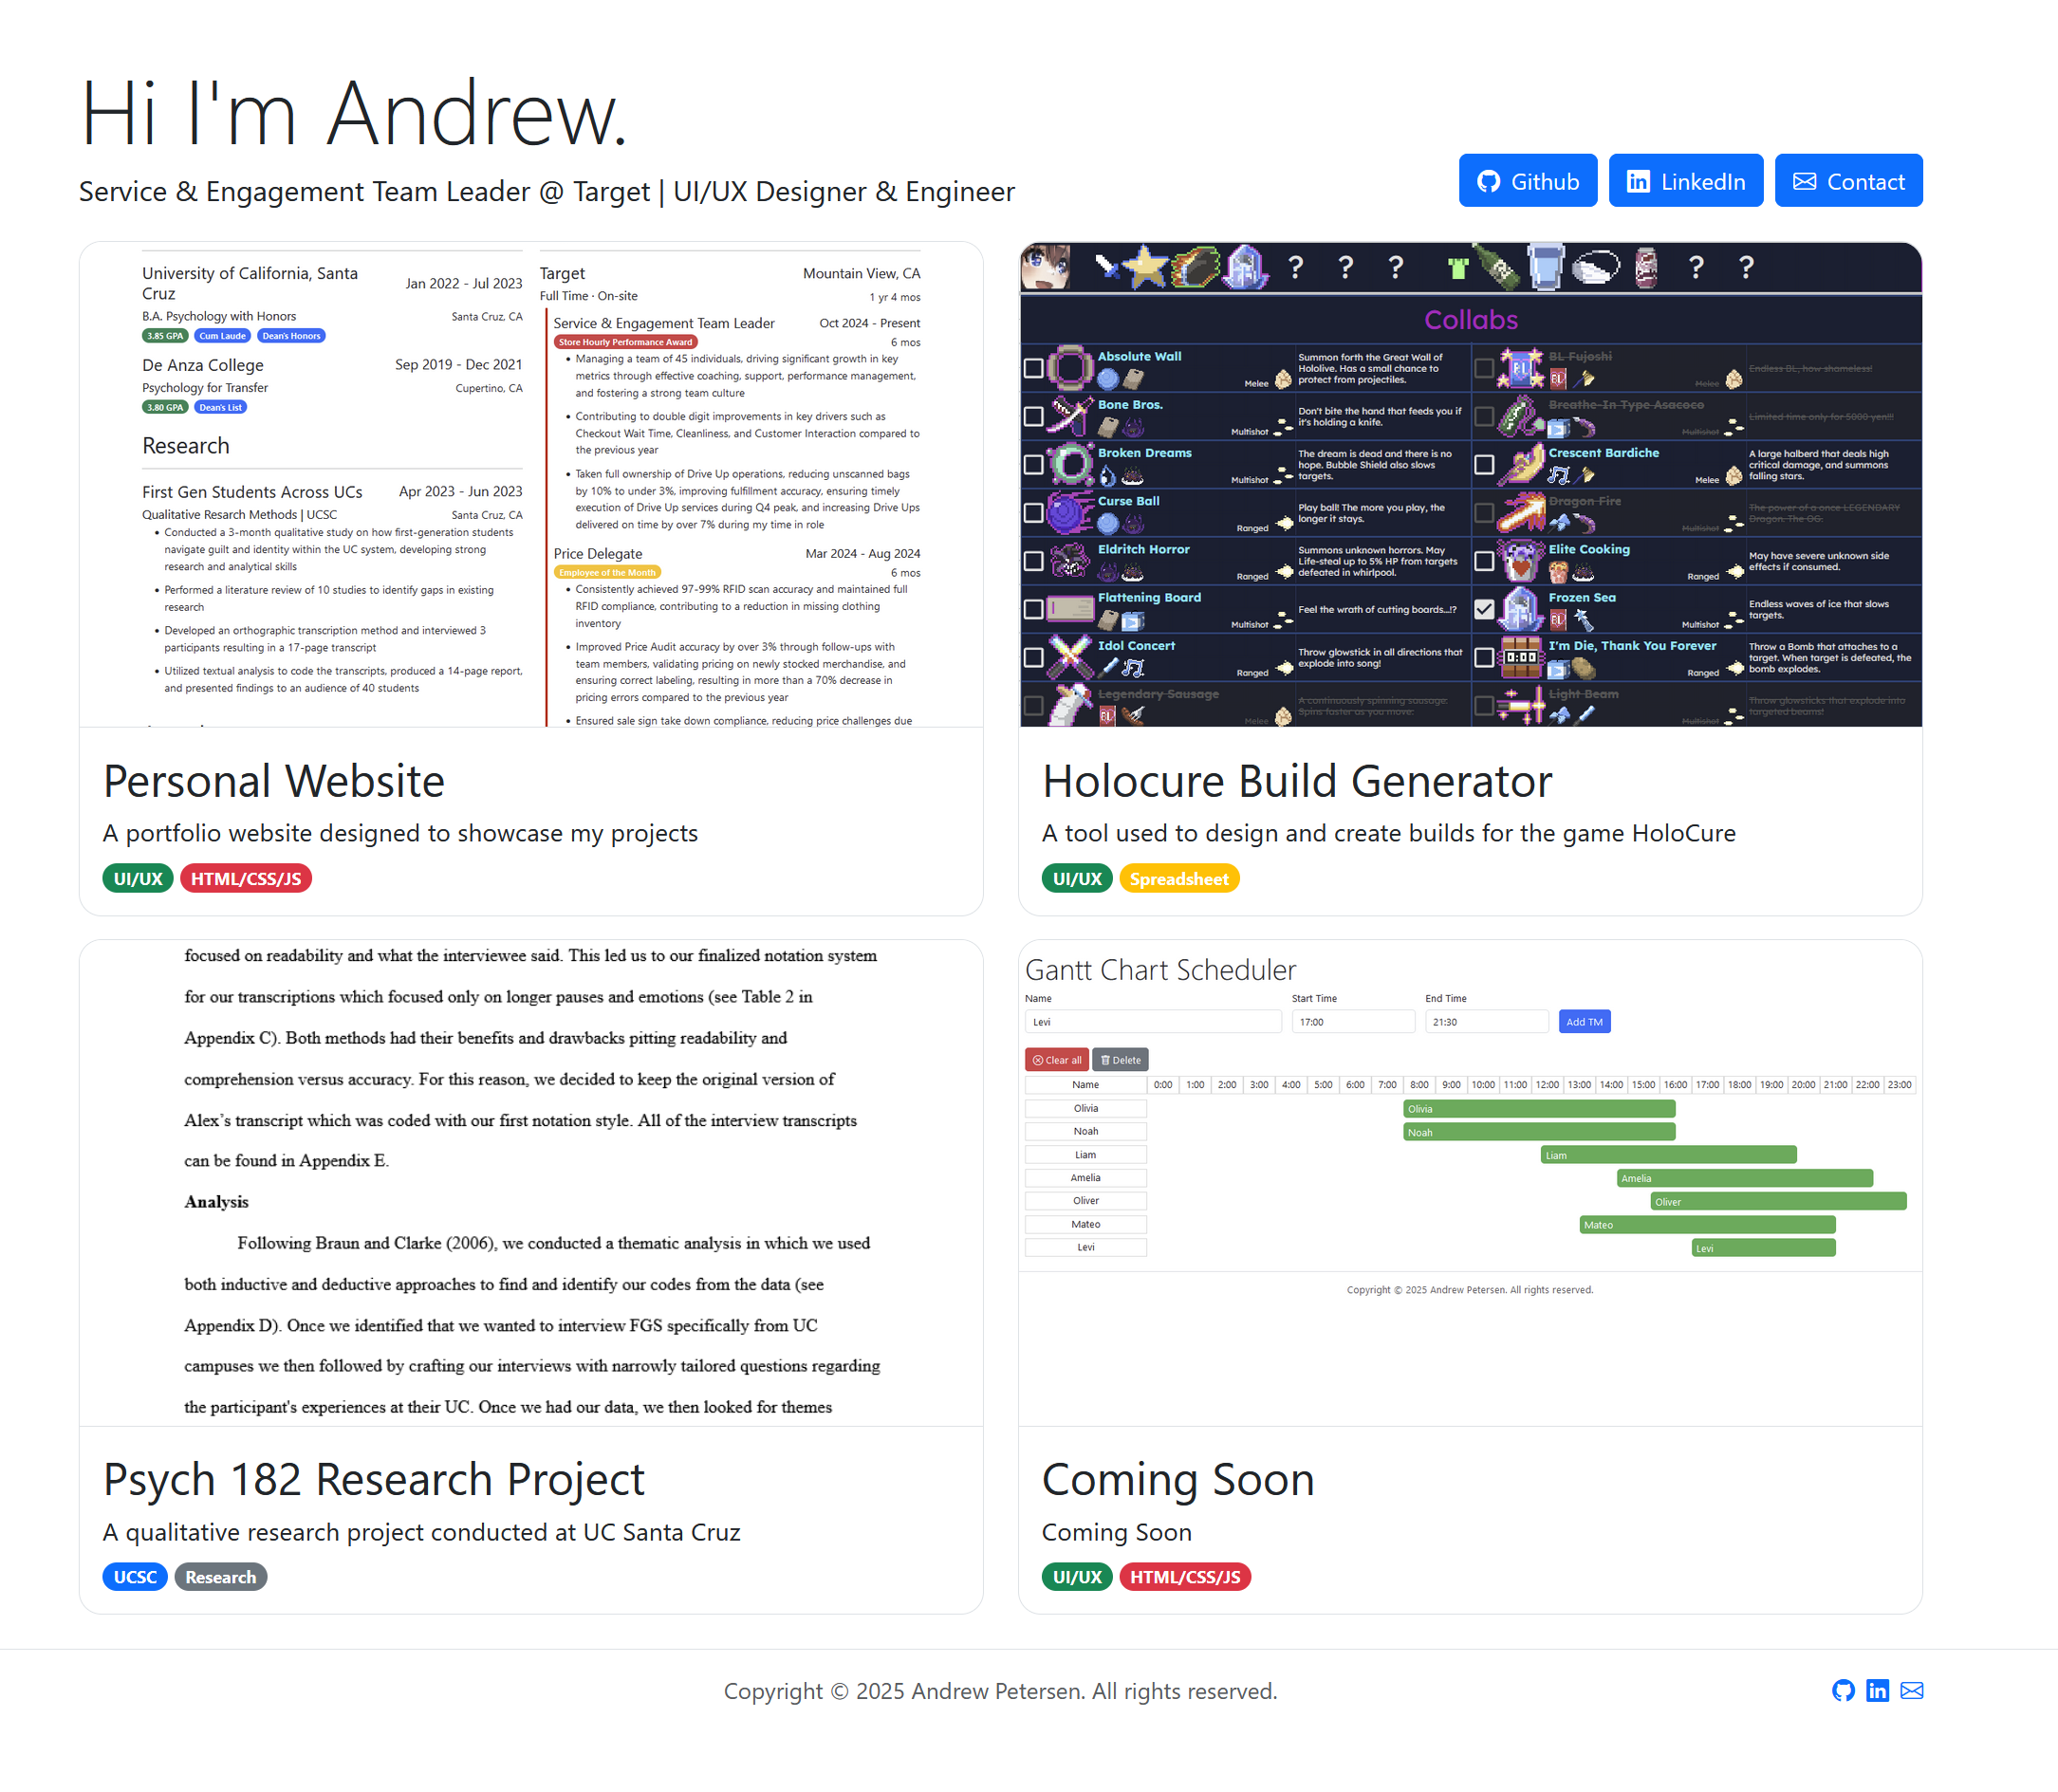 Hi I'm Andrew.
Service & Engagement Team Leader @ Target | UI/UX Designer & Engineer
Github
LinkedIn
Contact
University of California, Santa
Cruz
Jan 2022 - Jul 2023
B.A. Psychology with Honors
Santa Cruz, CA
3.85 GPA
Cum Laude
Dean's Honors
De Anza College
Sep 2019 - Dec 2021
Psychology for Transfer
Cupertino, CA
3.80 GPA
Dean's List
Research
First Gen Students Across UCs
Apr 2023 - Jun 2023
Qualitative Resarch Methods | UCSC
Santa Cruz, CA
• Conducted a 3-month qualitative study on how first-generation students
navigate guilt and identity within the UC system, developing strong
research and analytical skills
• Performed a literature review of 10 studies to identify gaps in existing
research
• Developed an orthographic transcription method and interviewed 3
participants resulting in a 17-page transcript
• Utilized textual analysis to code the transcripts, produced a 14-page report,
and presented findings to an audience of 40 students
Target
Mountain View, CA
Full Time · On-site
1 yr 4 mos
Service & Engagement Team Leader
Oct 2024 - Present
Store Hourly Performance Award
6 mos
• Managing a team of 45 individuals, driving significant growth in key
metrics through effective coaching, support, performance management,
and fostering a strong team culture
• Contributing to double digit improvements in key drivers such as
Checkout Wait Time, Cleanliness, and Customer Interaction compared to
the previous year
• Taken full ownership of Drive Up operations, reducing unscanned bags
by 10% to under 3%, improving fulfillment accuracy, ensuring timely
execution of Drive Up services during Q4 peak, and increasing Drive Ups
delivered on time by over 7% during my time in role
Price Delegate
Mar 2024 - Aug 2024
Employee of the Month
6 mos
• Consistently achieved 97-99% RFID scan accuracy and maintained full
RFID compliance, contributing to a reduction in missing clothing
inventory
• Improved Price Audit accuracy by over 3% through follow-ups with
team members, validating pricing on newly stocked merchandise, and
ensuring correct labeling, resulting in more than a 70% decrease in
pricing errors compared to the previous year
• Ensured sale sign take down compliance, reducing price challenges due
Personal Website
A portfolio website designed to showcase my projects
UI/UX
HTML/CSS/JS
? ? ? ? ?
Collabs
Absolute Wall
Melee
Summon forth the Great Wall of
Hololive. Has a small chance to
protect from projectiles.
BL Fujoshi
BL
BL
Melee
Endless BL, how shameless!
Bone Bros.
Multishot
Don't bite the hand that feeds you if
it's holding a knife.
Breathe-In Type Asacoco
Multishot
Limited time only for 5000 yen!!!
Broken Dreams
Multishot
The dream is dead and there is no
hope. Bubble Shield also slows
targets.
Crescent Bardiche
Melee
A large halberd that deals high
critical damage, and summons
falling stars.
Curse Ball
Ranged
Play ball! The more you play, the
longer it stays.
Dragon Fire
Multishot
The power of a once LEGENDARY
Dragon. The OG.
Eldritch Horror
Ranged
Summons unknown horrors. May
Life-steal up to 5% HP from targets
defeated in whirlpool.
Elite Cooking
Ranged
May have severe unknown side
effects if consumed.
Flattening Board
Multishot
Feel the wrath of cutting boards...!?
Frozen Sea
BL
Multishot
Endless waves of ice that slows
targets.
Idol Concert
Ranged
Throw glowstick in all directions that
explode into song!
I'm Die, Thank You Forever
0:00
Ranged
Throw a Bomb that attaches to a
target. When target is defeated, the
bomb explodes.
Legendary Sausage
BL
Melee
A continuously spinning sausage.
Spins faster as you move.
Light Beam
Multishot
Throw glowsticks that explode into
targeted beams!
Holocure Build Generator
A tool used to design and create builds for the game HoloCure
UI/UX
Spreadsheet
focused on readability and what the interviewee said. This led us to our finalized notation system
for our transcriptions which focused only on longer pauses and emotions (see Table 2 in
Appendix C). Both methods had their benefits and drawbacks pitting readability and
comprehension versus accuracy. For this reason, we decided to keep the original version of
Alex's transcript which was coded with our first notation style. All of the interview transcripts
can be found in Appendix E.
Analysis
Following Braun and Clarke (2006), we conducted a thematic analysis in which we used
both inductive and deductive approaches to find and identify our codes from the data (see
Appendix D). Once we identified that we wanted to interview FGS specifically from UC
campuses we then followed by crafting our interviews with narrowly tailored questions regarding
the participant's experiences at their UC. Once we had our data, we then looked for themes
Psych 182 Research Project
A qualitative research project conducted at UC Santa Cruz
UCSC
Research
Gantt Chart Scheduler
Name
Start Time
End Time
Levi
17:00
21:30
Add TM
Clear all
Delete
Name 0:00 1:00 2:00 3:00 4:00 5:00 6:00 7:00 8:00 9:00 10:00 11:00 12:00 13:00 14:00 15:00 16:00 17:00 18:00 19:00 20:00 21:00 22:00 23:00
Olivia Olivia
Noah Noah
Liam Liam
Amelia Amelia
Oliver Oliver
Mateo Mateo
Levi Levi
Copyright © 2025 Andrew Petersen. All rights reserved.
Coming Soon
Coming Soon
UI/UX
HTML/CSS/JS
Copyright © 2025 Andrew Petersen. All rights reserved.